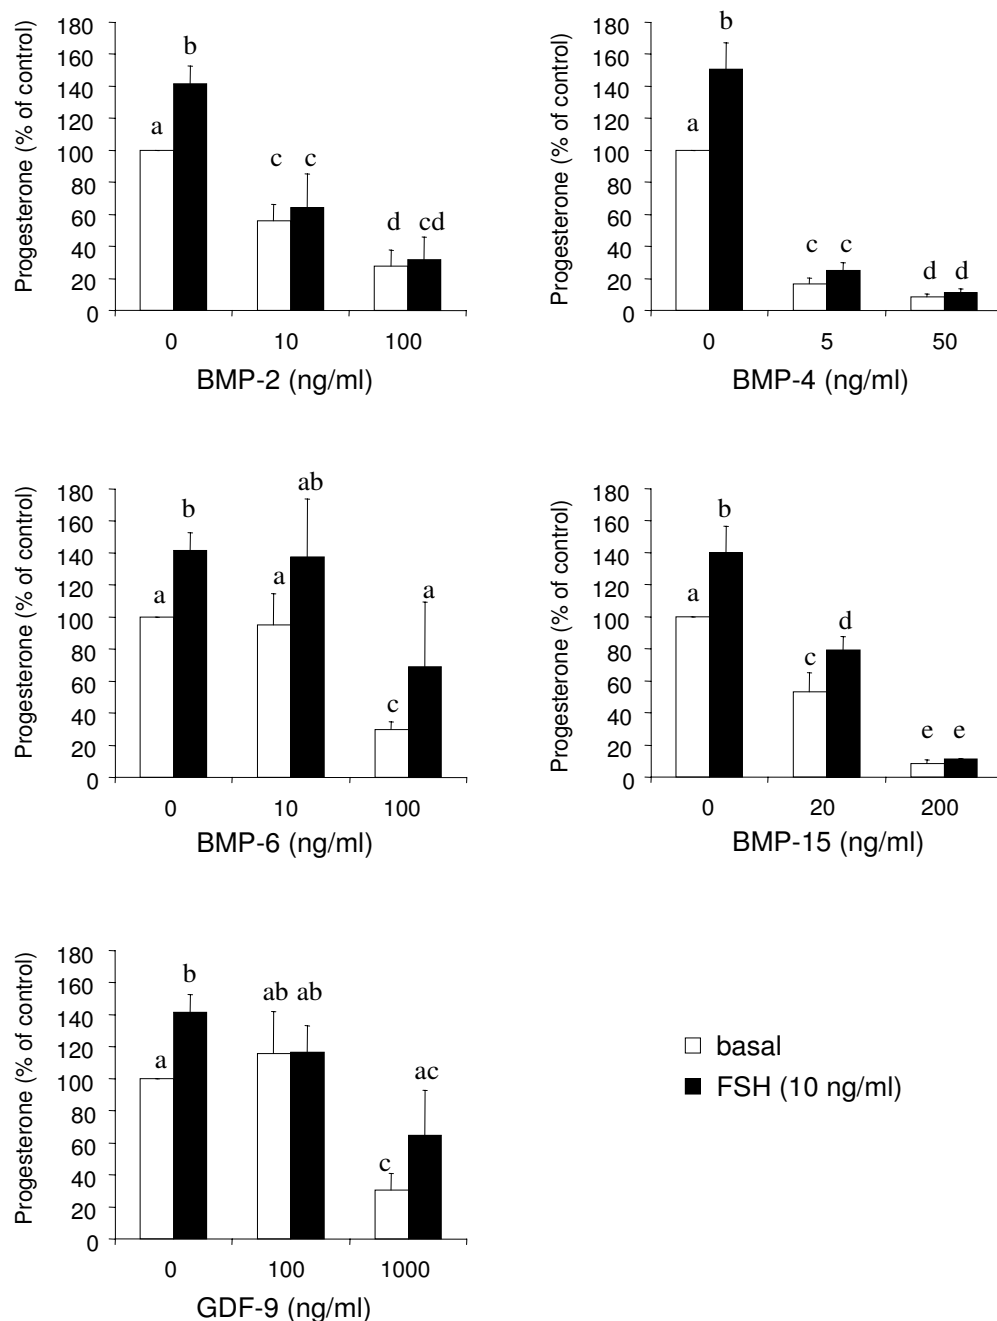 Progesterone (% of control)
180
160
140
120
100
80
60
40
20
0
a
b
c
c
d
cd
0
10
100
BMP-2 (ng/ml)
Progesterone (% of control)
180
160
140
120
100
80
60
40
20
0
a
b
c
c
d
d
0
5
50
BMP-4 (ng/ml)
Progesterone (% of control)
180
160
140
120
100
80
60
40
20
0
a
b
a
ab
c
a
0
10
100
BMP-6 (ng/ml)
Progesterone (% of control)
180
160
140
120
100
80
60
40
20
0
a
b
c
d
e
e
0
20
200
BMP-15 (ng/ml)
Progesterone (% of control)
180
160
140
120
100
80
60
40
20
0
a
b
ab
ab
c
ac
0
100
1000
GDF-9 (ng/ml)
basal
FSH (10 ng/ml)